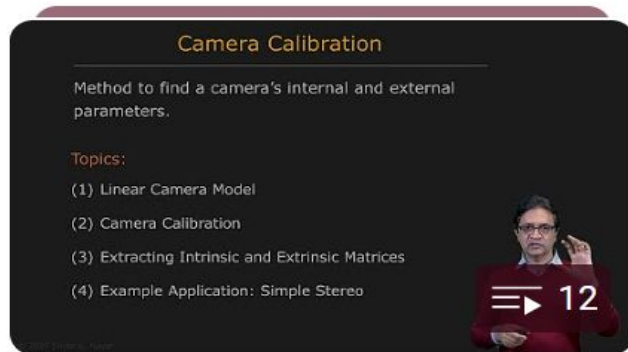 Camera Calibration
Method to find a camera's internal and external
parameters.
Topics:
(1) Linear Camera Model
(2) Camera Calibration
(3) Extracting Intrinsic and Extrinsic Matrices
(4) Example Application: Simple Stereo
12